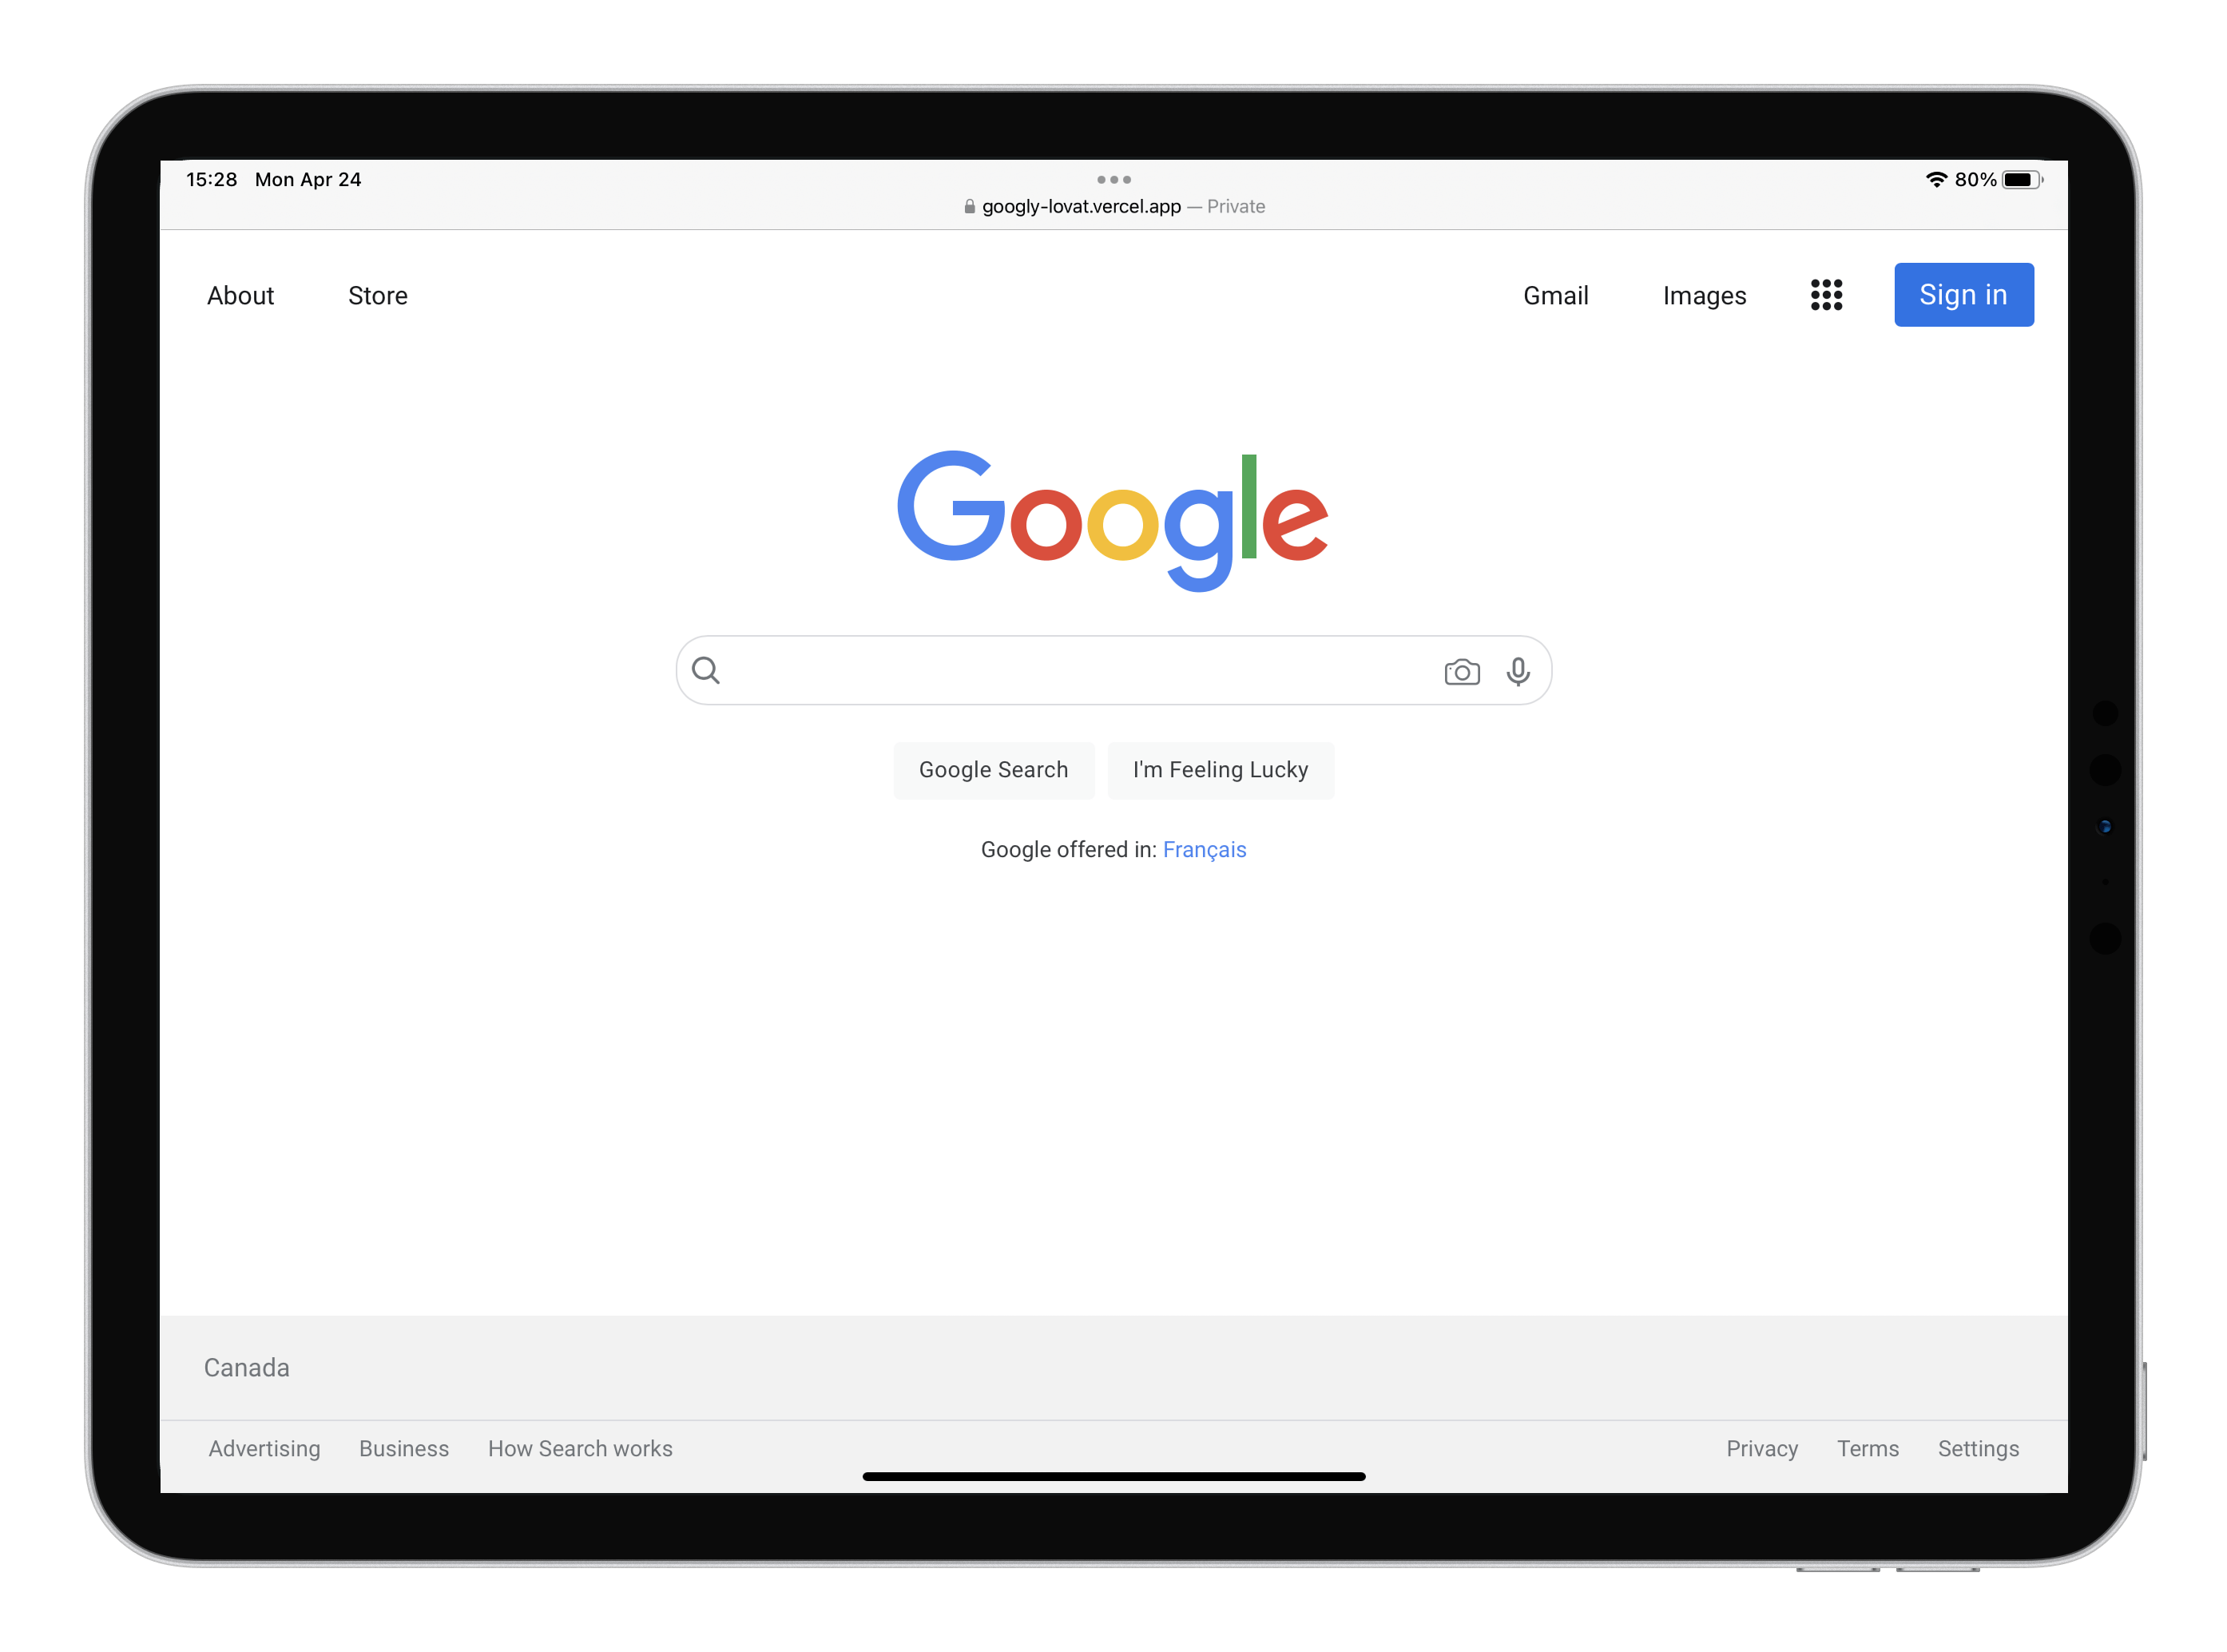 15:28 Mon Apr 24
80%
googly-lovat.vercel.app — Private
About Store Gmail Images Sign in
Google
Google Search I'm Feeling Lucky
Google offered in: Français
Canada
Advertising Business How Search works Privacy Terms Settings